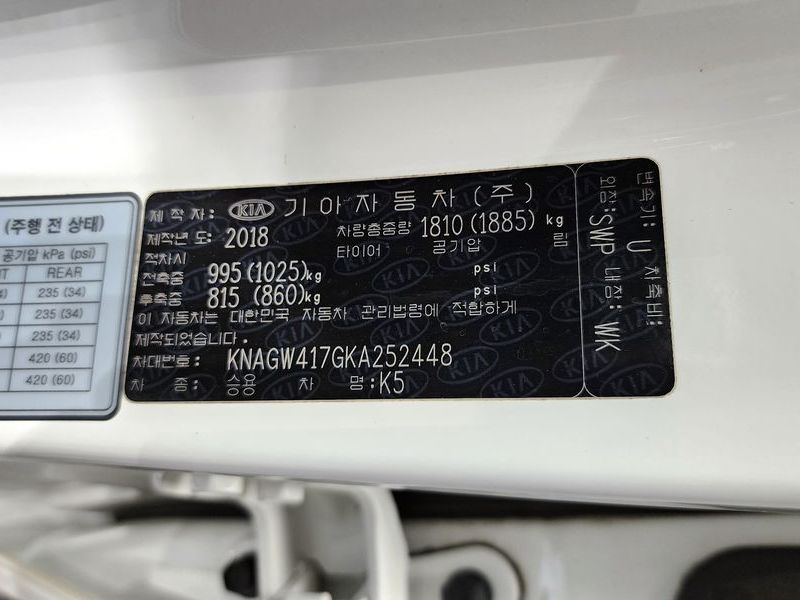 (주행 전 상태)
공기압 kPa (psi)
REAR
235 (34)
235 (34)
235 (34)
420 (60)
420 (60)
제 작 자: KIA 기 아 자 동 차 (주)
제작년 도: 2018 차량총중량 1810 (1885) kg
적차시 타이어 공기압 림
전축중 995 (1025)kg psi
후축중 815 (860)kg psi
이 자동차는 대한민국 자동차 관리법령에 적합하게
제작되었습니다.
차대번호: KNAGW417GKA252448
차 종: 승용 차 명: K5
변속기: U 차축비:
외장: SWP 내장: WK